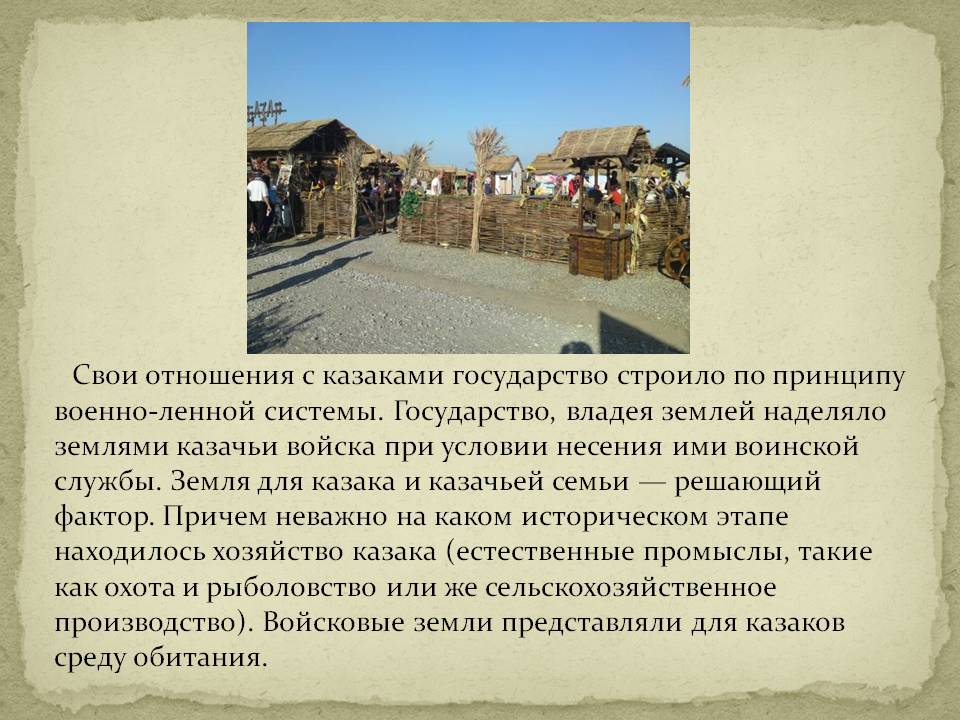 БАЗАР
Свои отношения с казаками государство строило по принципу
военно-ленной системы. Государство, владея землей наделяло
землями казачьи войска при условии несения ими воинской
службы. Земля для казака и казачьей семьи — решающий
фактор. Причем неважно на каком историческом этапе
находилось хозяйство казака (естественные промыслы, такие
как охота и рыболовство или же сельскохозяйственное
производство). Войсковые земли представляли для казаков
среду обитания.